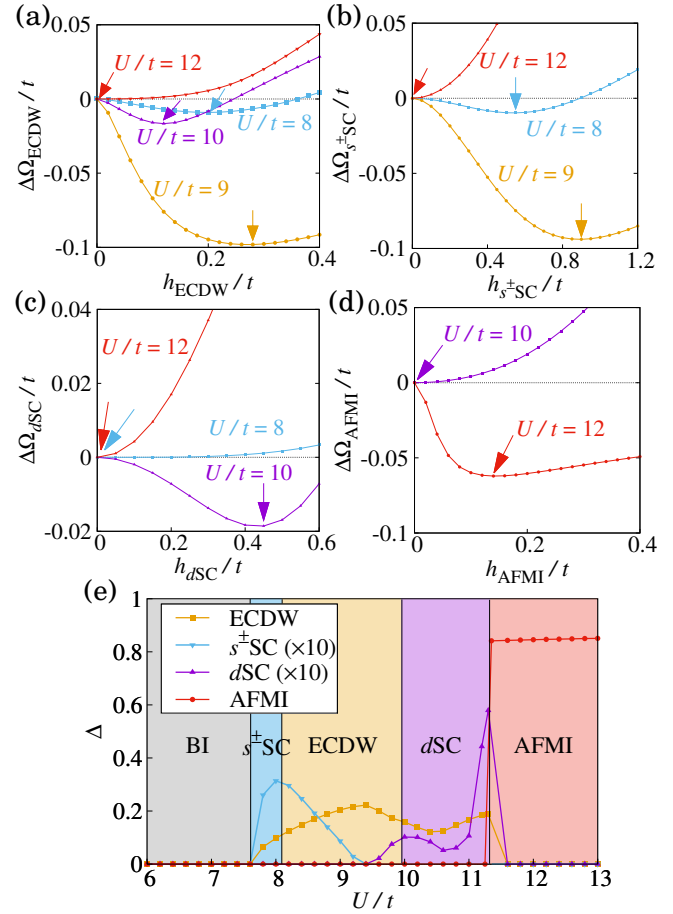 (a)
0.05
0
-0.05
-0.1
ΔΩECDW / t
U / t = 12
U / t = 8
U / t = 10
U / t = 9
0
0.2
0.4
hECDW / t
(b)
0.05
0
-0.05
-0.1
ΔΩs±SC / t
U / t = 12
U / t = 8
U / t = 9
0
0.4
0.8
1.2
hs±SC / t
(c)
0.04
0.02
0
-0.02
ΔΩdSC / t
U / t = 12
U / t = 8
U / t = 10
0
0.2
0.4
0.6
hdSC / t
(d)
0.05
0
-0.05
-0.1
ΔΩAFMI / t
U / t = 10
U / t = 12
0
0.2
0.4
hAFMI / t
(e)
1
0.8
0.6
0.4
0.2
0
Δ
ECDW
s±SC (×10)
dSC (×10)
AFMI
BI
s±SC
ECDW
dSC
AFMI
6
7
8
9
10
11
12
13
U / t